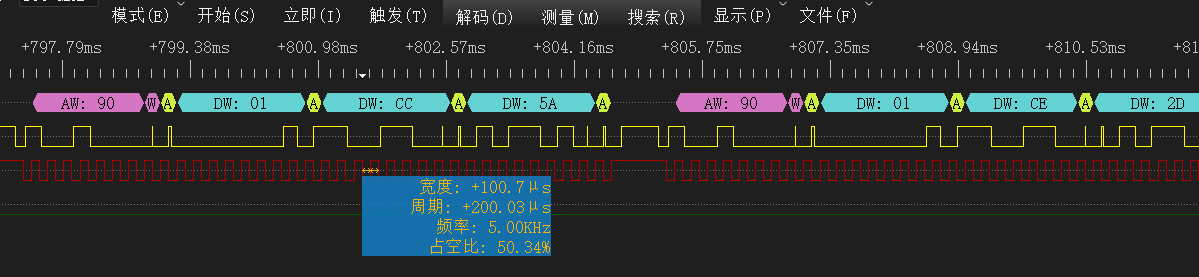 模式(E) 开始(S) 立即(I) 触发(T) 解码(D) 测量(M) 搜索(R) 显示(P) 文件(F)
+797.79ms +799.38ms +800.98ms +802.57ms +804.16ms +805.75ms +807.35ms +808.94ms +810.53ms +81
AW: 90 W A DW: 01 A DW: CC A DW: 5A A AW: 90 W A DW: 01 A DW: CE A DW: 2D
宽度: +100.7μs
周期: +200.03μs
频率: 5.00KHz
占空比: 50.34%